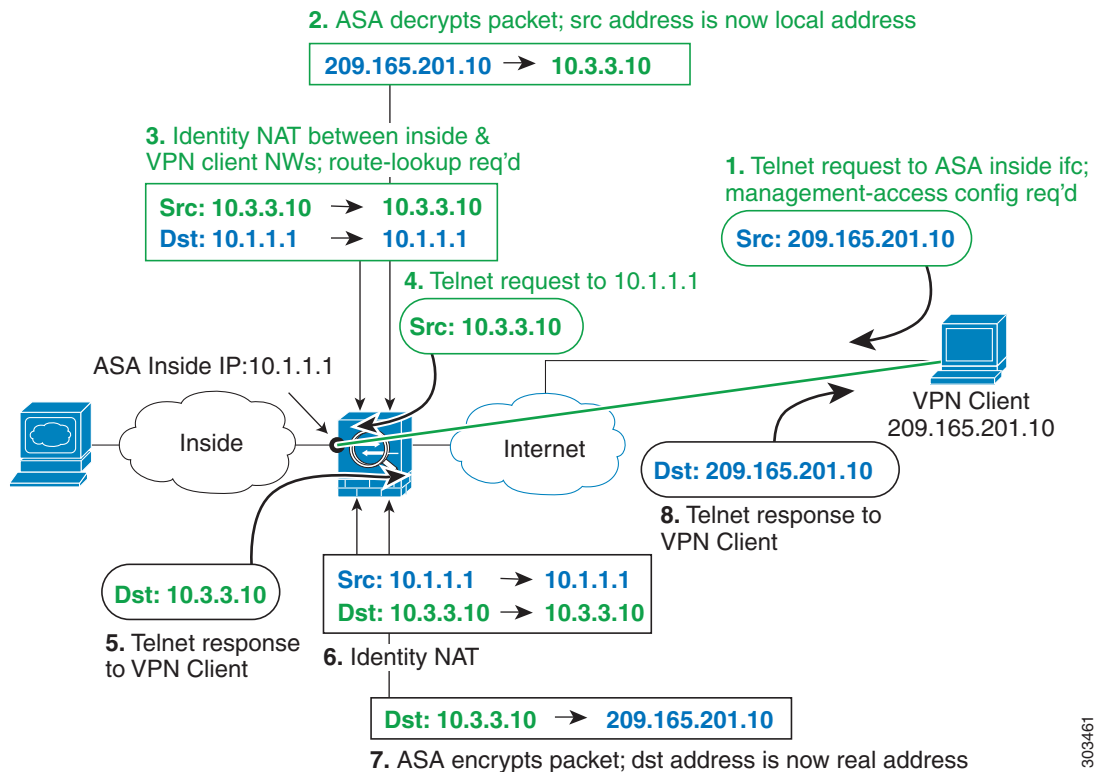 2. ASA decrypts packet; src address is now local address
209.165.201.10 → 10.3.3.10
3. Identity NAT between inside &
VPN client NWs; route-lookup req'd
Src: 10.3.3.10 → 10.3.3.10
Dst: 10.1.1.1 → 10.1.1.1
1. Telnet request to ASA inside ifc;
management-access config req'd
Src: 209.165.201.10
4. Telnet request to 10.1.1.1
Src: 10.3.3.10
ASA Inside IP:10.1.1.1
Inside
Internet
VPN Client
209.165.201.10
Dst: 209.165.201.10
8. Telnet response to
VPN Client
Dst: 10.3.3.10
5. Telnet response
to VPN Client
Src: 10.1.1.1 → 10.1.1.1
Dst: 10.3.3.10 → 10.3.3.10
6. Identity NAT
Dst: 10.3.3.10 → 209.165.201.10
7. ASA encrypts packet; dst address is now real address
303461